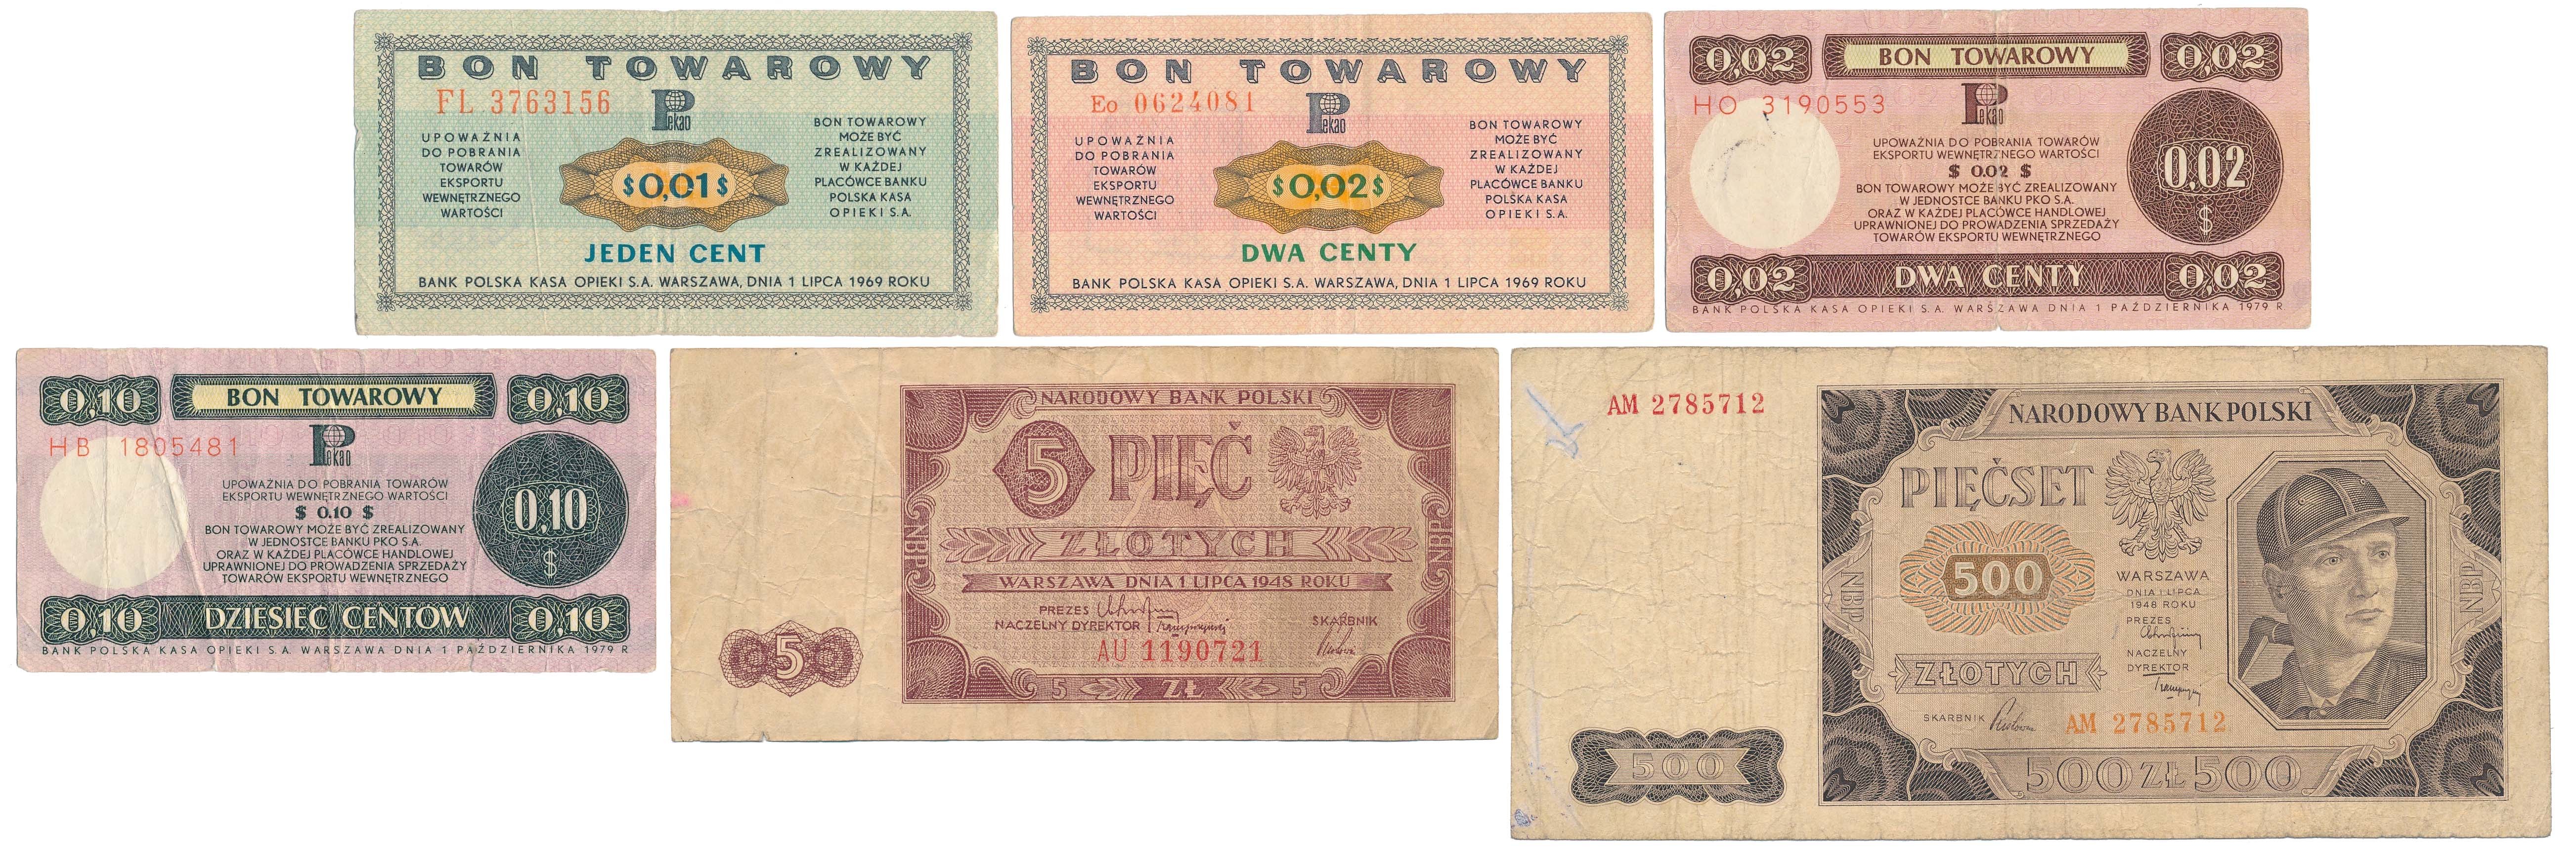 BON TOWAROWY
FL 3763156
Pekao
UPOWAŻNIA
DO POBRANIA
TOWARÓW
EKSPORTU
WEWNĘTRZNEGO
WARTOŚCI
$0,01$
BON TOWAROWY
MOŻE BYĆ
ZREALIZOWANY
W KAŻDEJ
PLACÓWCE BANKU
POLSKA KASA
OPIEKI S.A.
JEDEN CENT
BANK POLSKA KASA OPIEKI S.A. WARSZAWA, DNIA 1 LIPCA 1969 ROKU
BON TOWAROWY
Eo 0624081
Pekao
UPOWAŻNIA
DO POBRANIA
TOWARÓW
EKSPORTU
WEWNĘTRZNEGO
WARTOŚCI
$0,02$
BON TOWAROWY
MOŻE BYĆ
ZREALIZOWANY
W KAŻDEJ
PLACÓWCE BANKU
POLSKA KASA
OPIEKI S.A.
DWA CENTY
BANK POLSKA KASA OPIEKI S.A. WARSZAWA, DNIA 1 LIPCA 1969 ROKU
0,02 BON TOWAROWY 0,02
HO 3190553
Pekao
UPOWAŻNIA DO POBRANIA TOWARÓW
EKSPORTU WEWNĘTRZNEGO WARTOŚCI
$ 0.02 $
BON TOWAROWY MOŻE BYĆ ZREALIZOWANY
W JEDNOSTCE BANKU PKO S.A.
ORAZ W KAŻDEJ PLACÓWCE HANDLOWEJ
UPRAWNIONEJ DO PROWADZENIA SPRZEDAŻY
TOWARÓW EKSPORTU WEWNĘTRZNEGO
0,02
$
0,02 DWA CENTY 0,02
BANK POLSKA KASA OPIEKI S.A. WARSZAWA DNIA 1 PAŹDZIERNIKA 1979 R
0,10 BON TOWAROWY 0,10
HB 1805481
Pekao
UPOWAŻNIA DO POBRANIA TOWARÓW
EKSPORTU WEWNĘTRZNEGO WARTOŚCI
$ 0.10 $
BON TOWAROWY MOŻE BYĆ ZREALIZOWANY
W JEDNOSTCE BANKU PKO S.A.
ORAZ W KAŻDEJ PLACÓWCE HANDLOWEJ
UPRAWNIONEJ DO PROWADZENIA SPRZEDAŻY
TOWARÓW EKSPORTU WEWNĘTRZNEGO
0,10
$
0,10 DZIESIĘĆ CENTÓW 0,10
BANK POLSKA KASA OPIEKI S.A. WARSZAWA DNIA 1 PAŹDZIERNIKA 1979 R
NARODOWY BANK POLSKI
5 PIĘĆ
ZŁOTYCH
NBP
NBP
WARSZAWA DNIA 1 LIPCA 1948 ROKU
PREZES
NACZELNY DYREKTOR
SKARBNIK
AU 1190721
5
5 ZŁ 5
AM 2785712
NARODOWY BANK POLSKI
PIĘĆSET
500
NBP
NBP
WARSZAWA
DNIA 1 LIPCA
1948 ROKU
PREZES
NACZELNY
DYREKTOR
ZŁOTYCH
SKARBNIK
AM 2785712
500
500 ZŁ 500